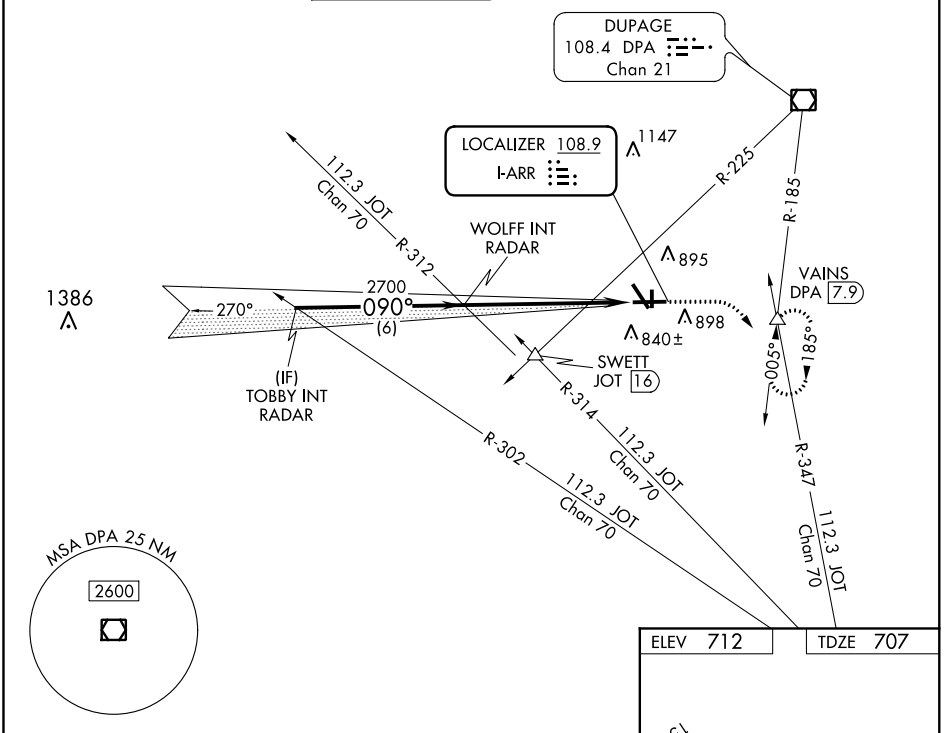 DUPAGE
108.4 DPA
Chan 21
LOCALIZER 108.9
I-ARR
1147
R-225
R-185
112.3 JOT
Chan 70
R-312
WOLFF INT
RADAR
895
VAINS
DPA 7.9
1386
270°
2700
090°
(6)
898
840±
005°
185°
(IF)
TOBBY INT
RADAR
SWETT
JOT 16
R-314
112.3 JOT
Chan 70
R-302
112.3 JOT
Chan 70
R-347
112.3 JOT
Chan 70
MSA DPA 25 NM
2600
ELEV 712
TDZE 707